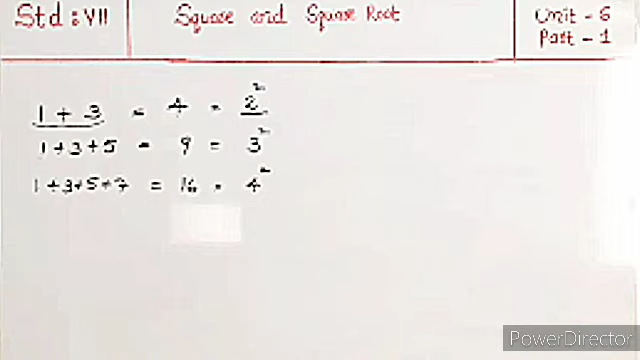 Std : VII
Square and Square Root
Unit - 6
Part - 1
1 + 3 = 4 = 2²
1+3+5 = 9 = 3²
1+3+5+7 = 16 = 4²
PowerDirector